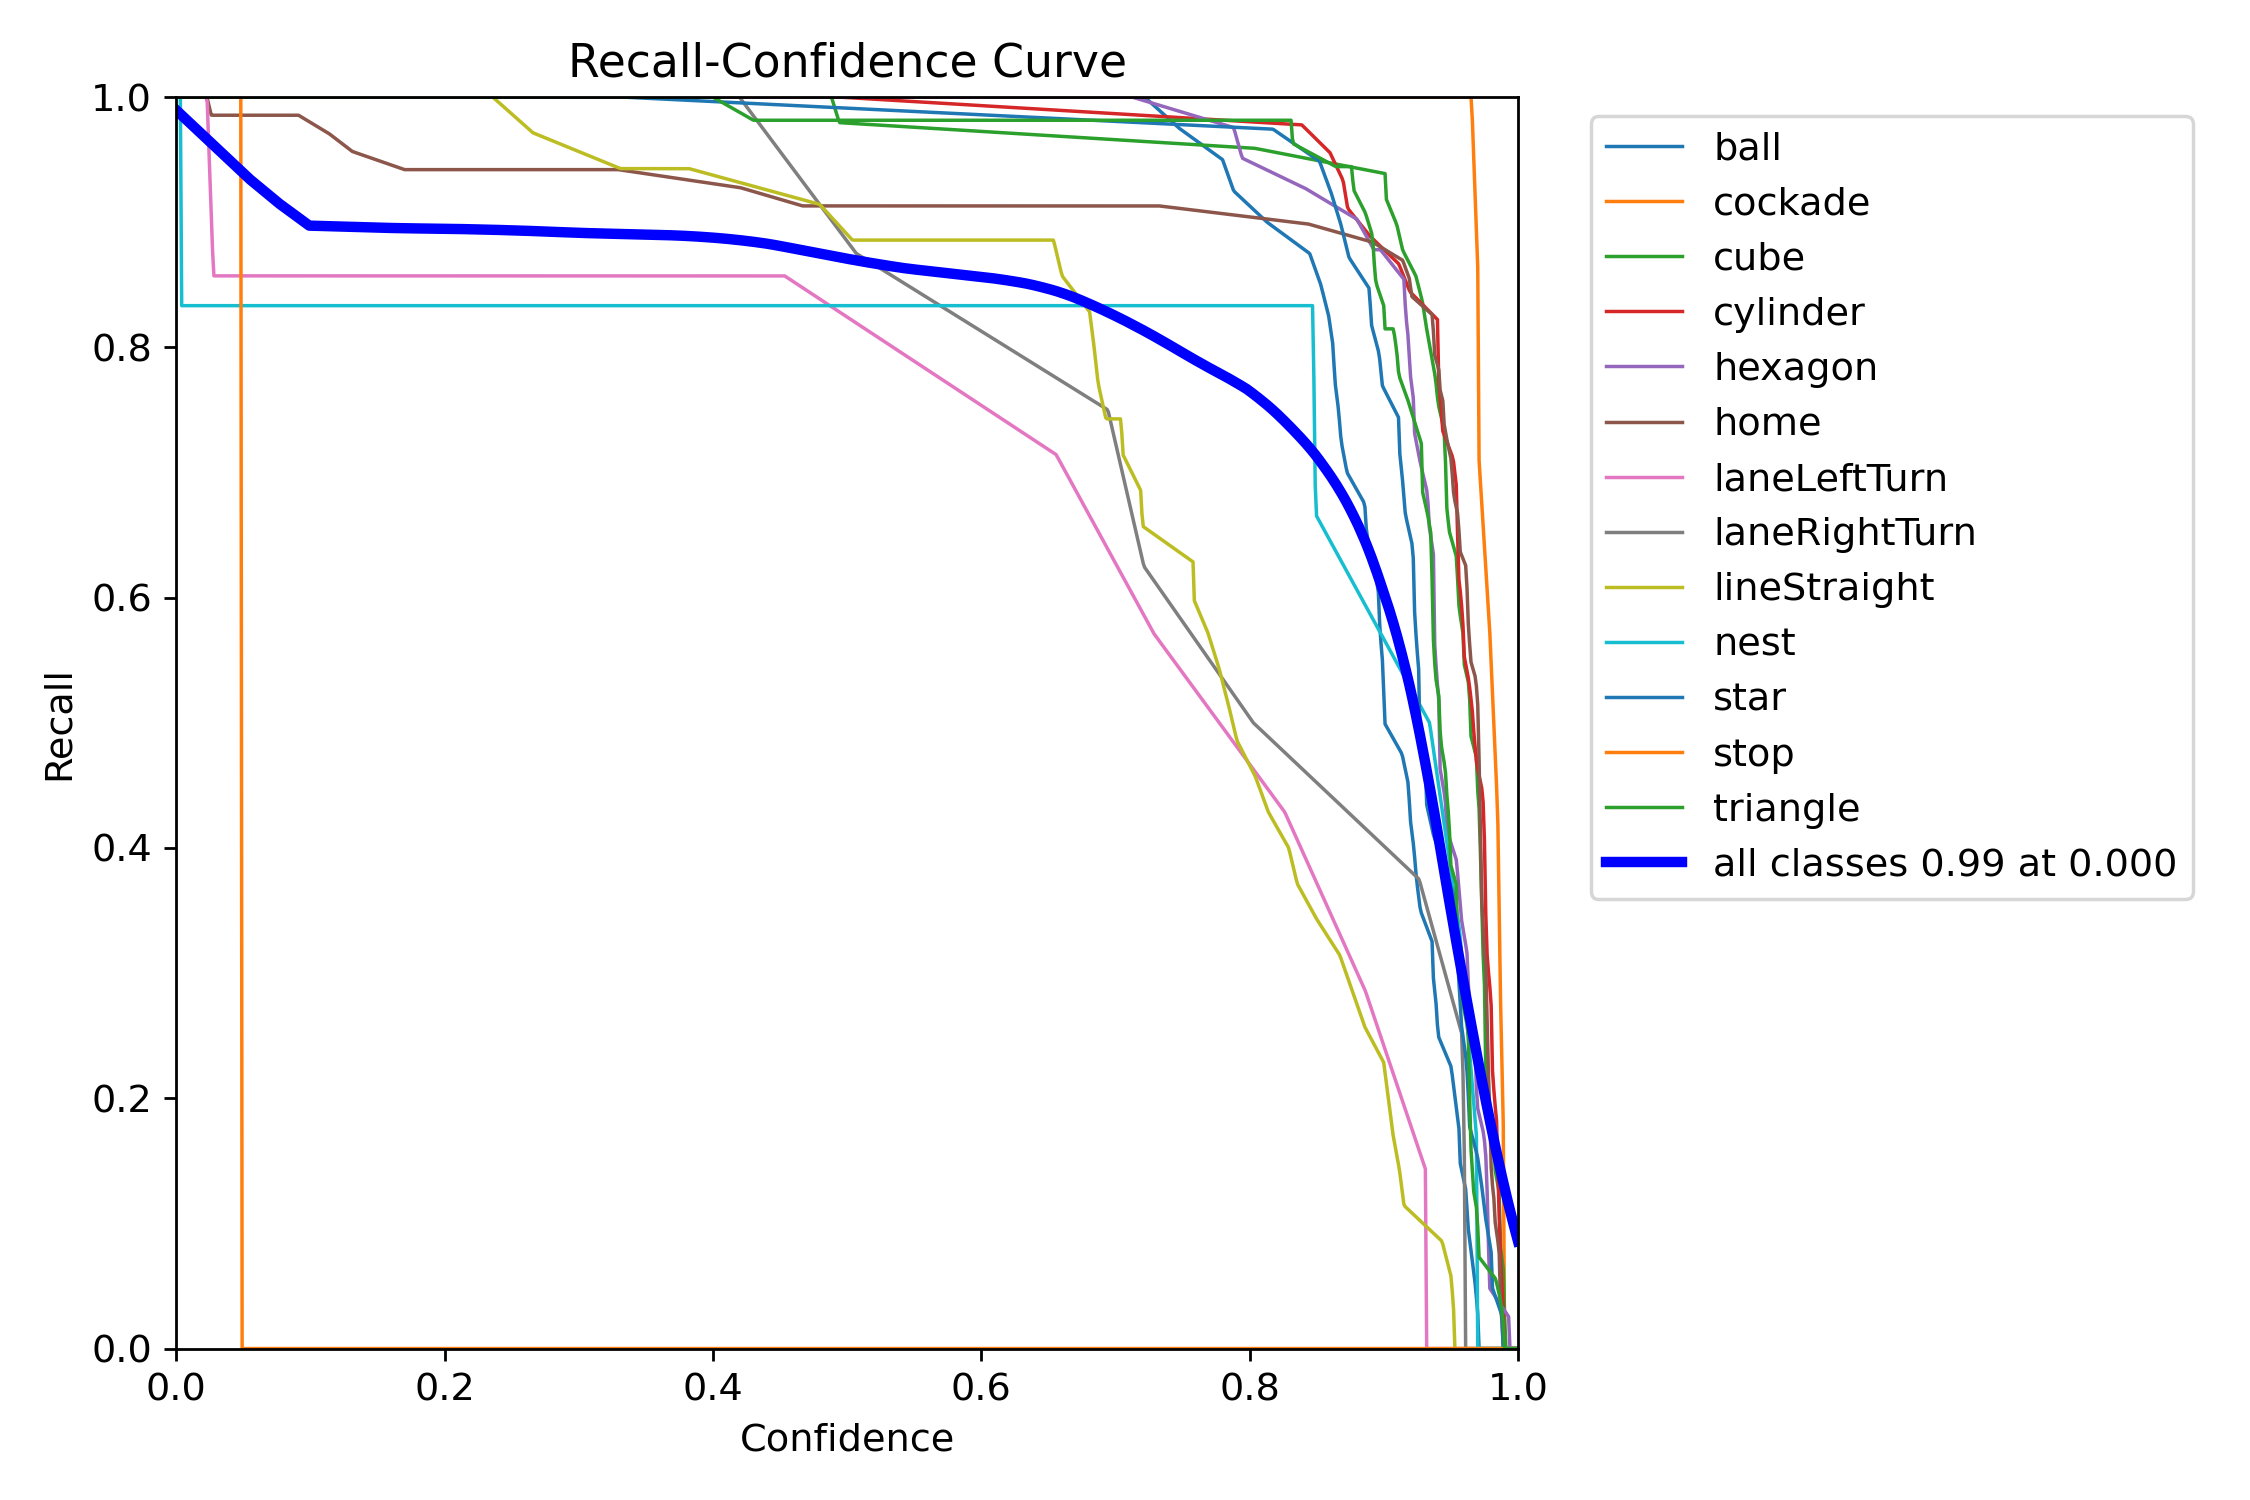 Recall-Confidence Curve
1.0
0.8
0.6
0.4
0.2
0.0
Recall
0.0 0.2 0.4 0.6 0.8 1.0
Confidence
ball
cockade
cube
cylinder
hexagon
home
laneLeftTurn
laneRightTurn
lineStraight
nest
star
stop
triangle
all classes 0.99 at 0.000